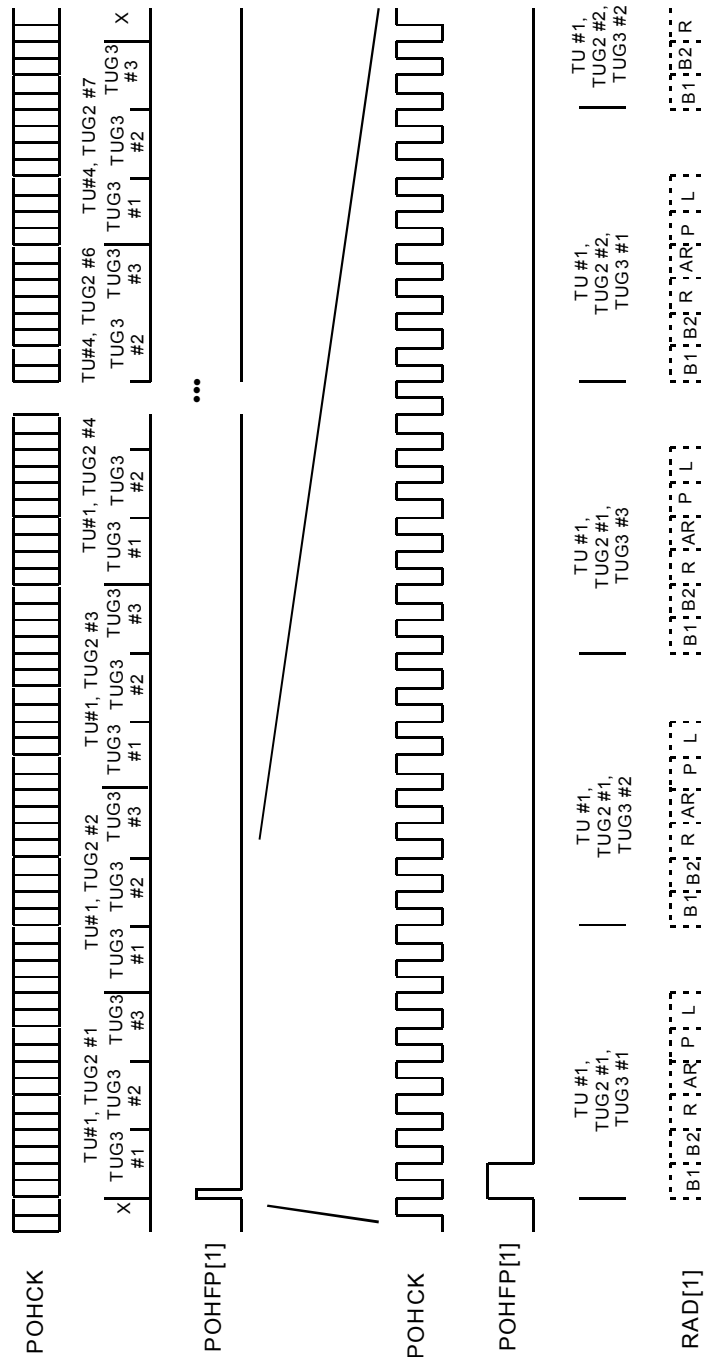 POHCK
TU#1, TUG2 #1 TU#1, TUG2 #2 TU#1, TUG2 #3 TU#1, TUG2 #4 TU#4, TUG2 #6 TU#4, TUG2 #7
X TUG3 TUG3 TUG3 TUG3 TUG3 TUG3 TUG3 TUG3 TUG3 TUG3 TUG3 TUG3 TUG3 TUG3 TUG3 TUG3 X
#1 #2 #3 #1 #2 #3 #1 #2 #3 #1 #2 #2 #3 #1 #2 #3
POHFP[1] •••
POHCK
POHFP[1]
TU #1, TU #1, TU #1, TU #1, TU #1,
TUG2 #1, TUG2 #1, TUG2 #1, TUG2 #2, TUG2 #2,
TUG3 #1 TUG3 #2 TUG3 #3 TUG3 #1 TUG3 #2
RAD[1] B1 B2 R AR P L B1 B2 R AR P L B1 B2 R AR P L B1 B2 R AR P L B1 B2 R